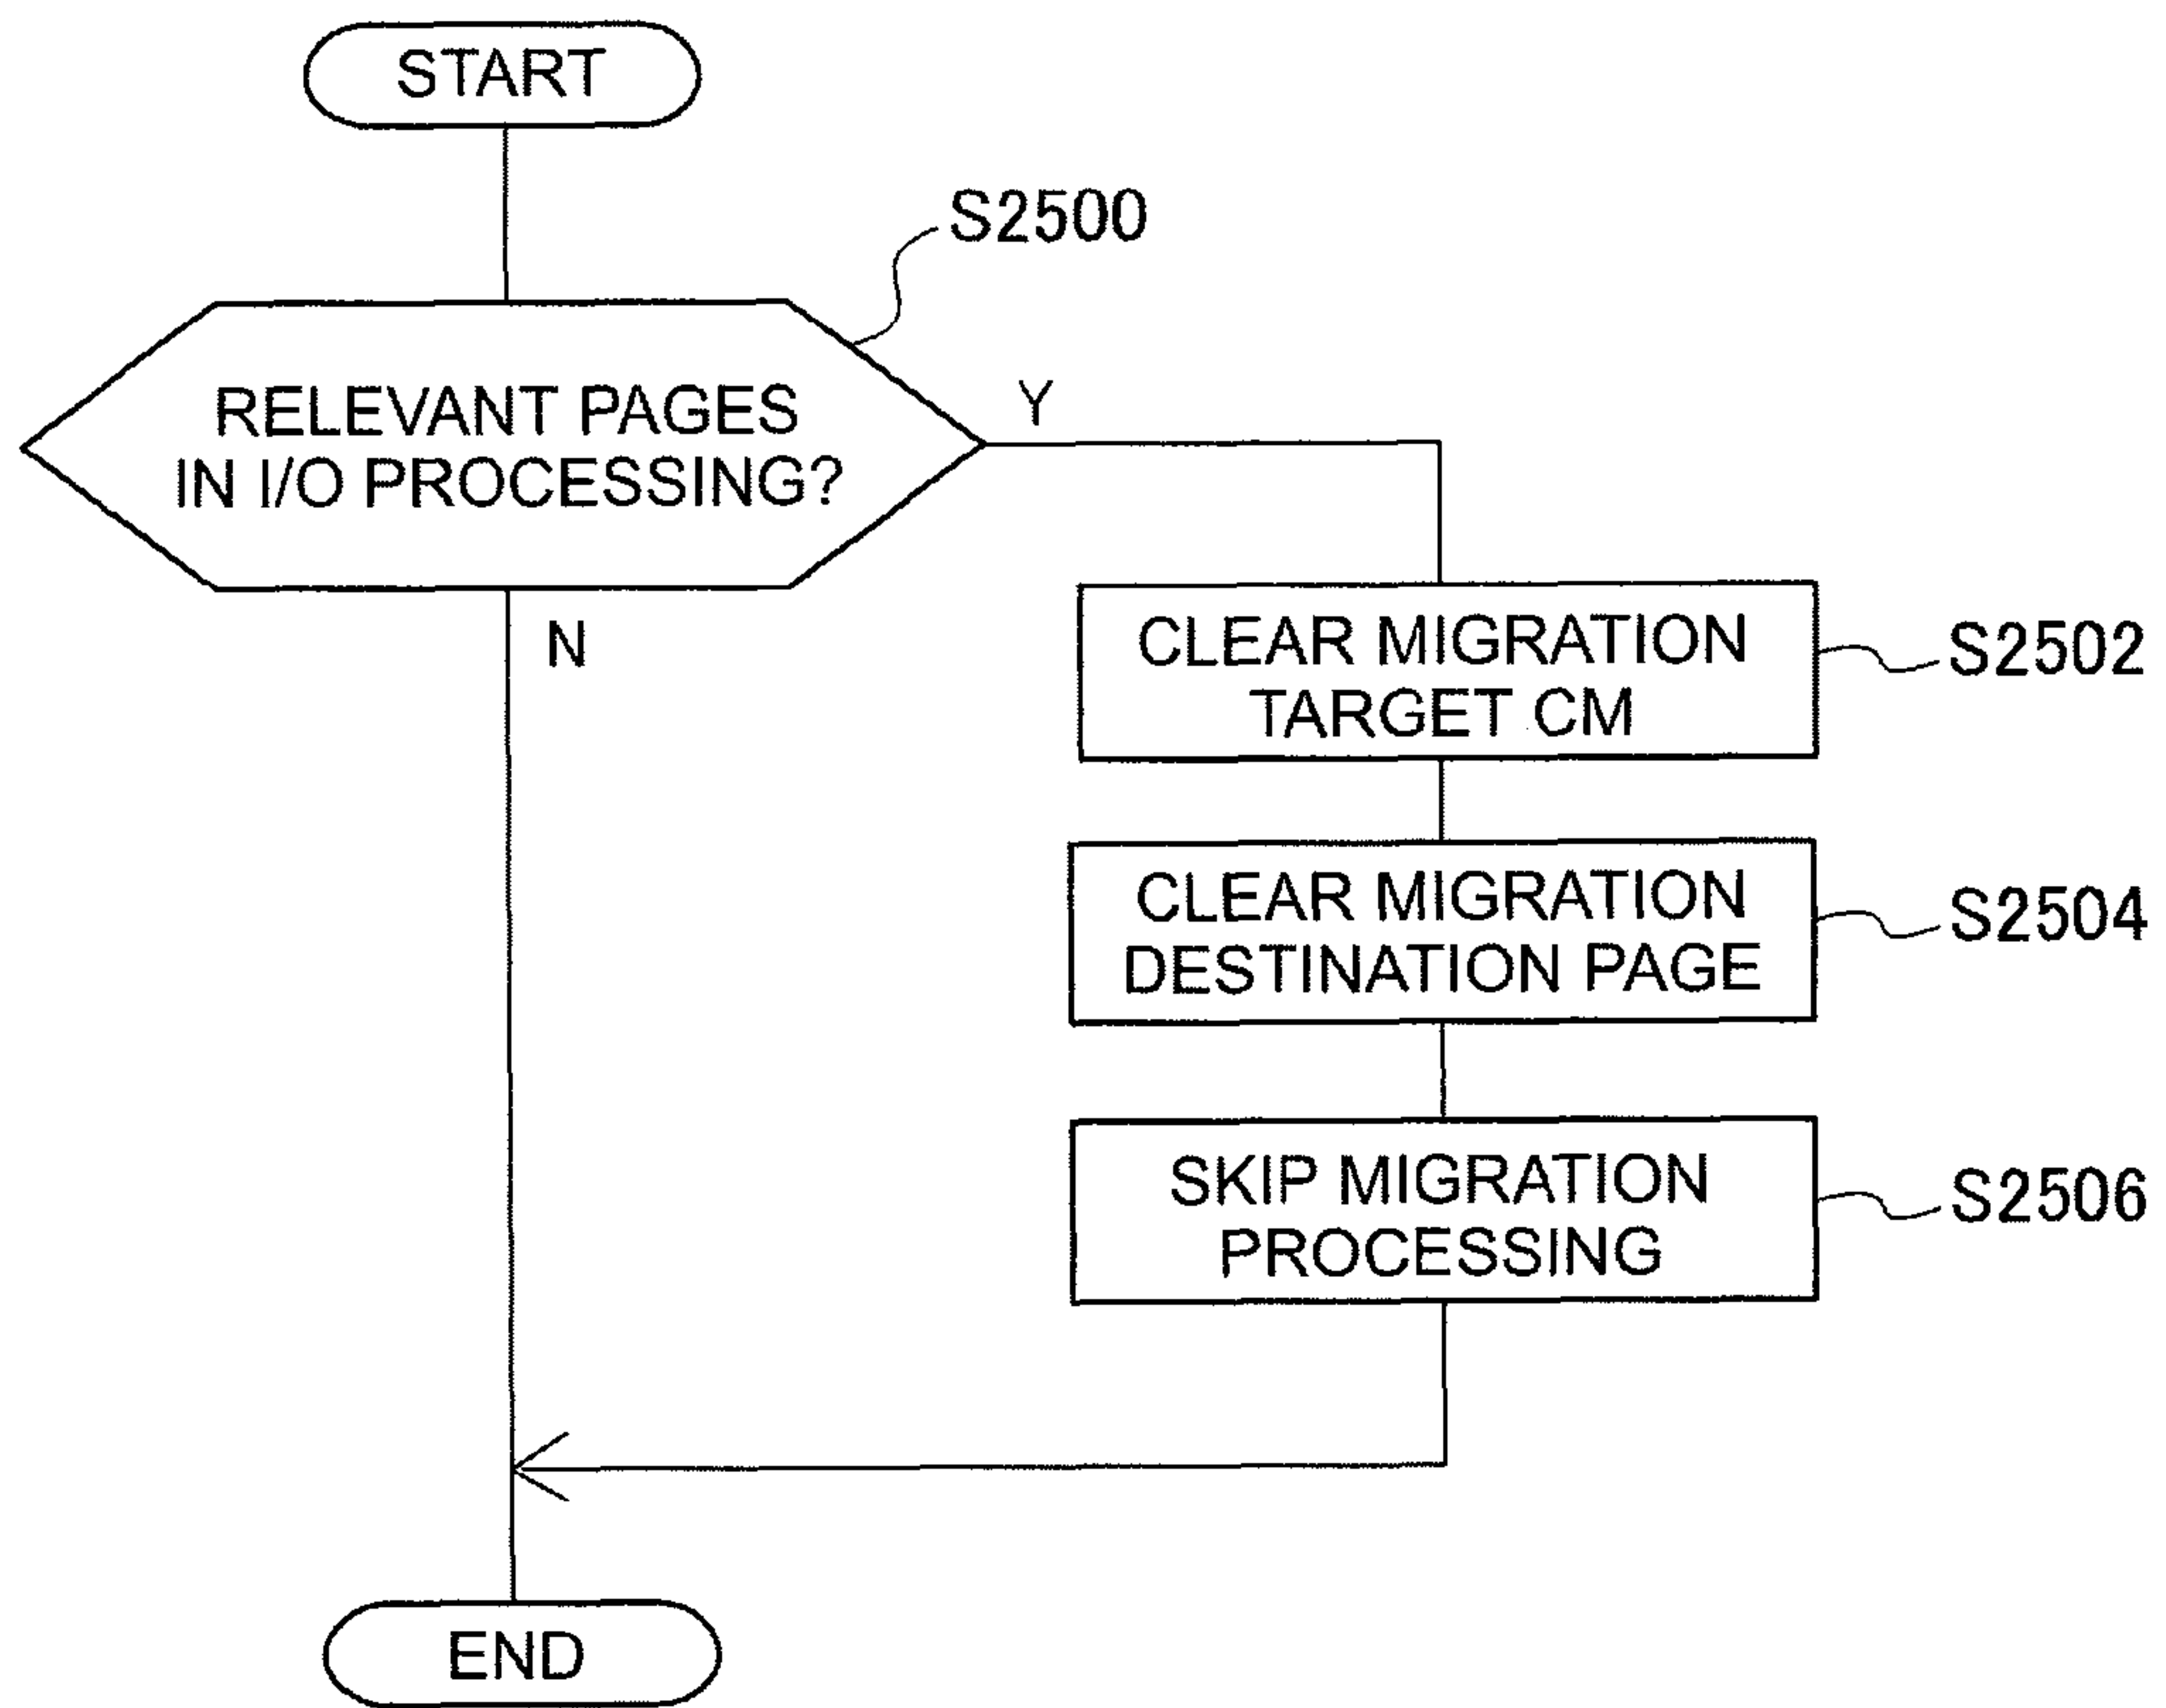 START
S2500
RELEVANT PAGES
IN I/O PROCESSING?
Y
N
CLEAR MIGRATION
TARGET CM
S2502
CLEAR MIGRATION
DESTINATION PAGE
S2504
SKIP MIGRATION
PROCESSING
S2506
END